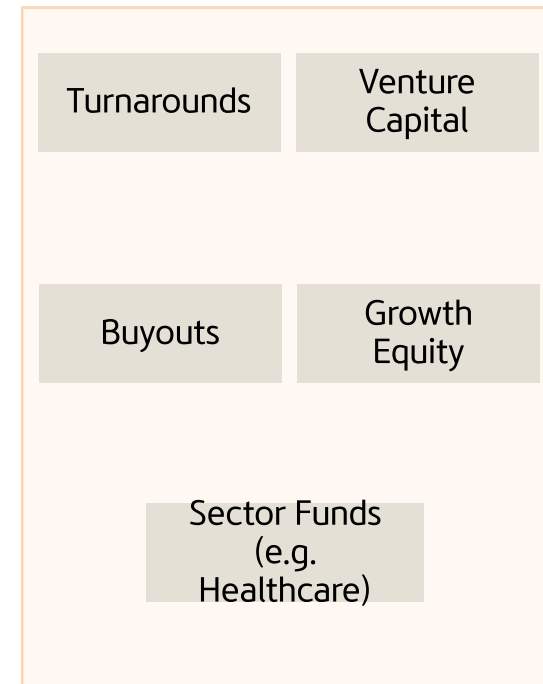 Turnarounds
Venture
Capital
Buyouts
Growth
Equity
Sector Funds
(e.g.
Healthcare)